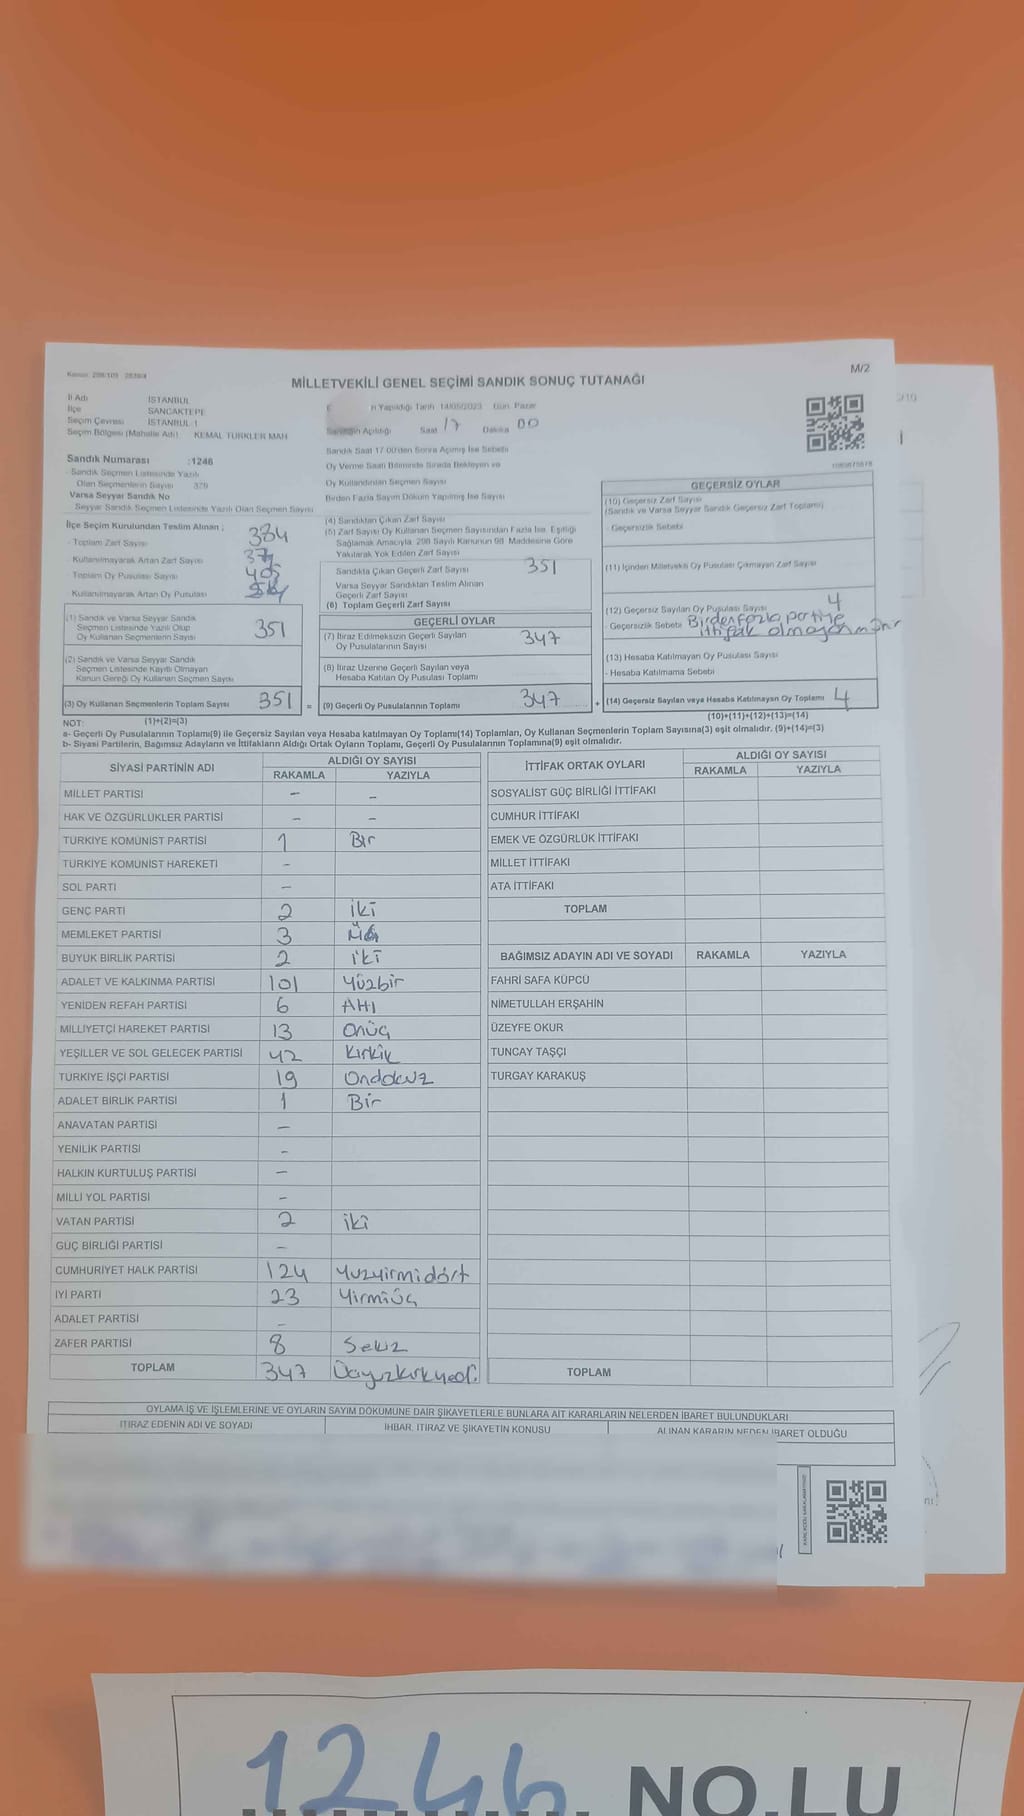 M/2
MİLLETVEKİLİ GENEL SEÇİMİ SANDIK SONUÇ TUTANAĞI
İl Adı İSTANBUL
İlçe SANCAKTEPE
Seçim Çevresi İSTANBUL 1
Seçim Bölgesi (Mahalle Adı) KEMAL TÜRKLER MAH
n Yapıldığı Tarih 14/05/2023 Gün Pazar
Sandığın Açıldığı Saat 17 Dakika 00
Sandık Numarası :1246
- Sandık Seçmen Listesinde Yazılı
Olan Seçmenlerin Sayısı 379
Varsa Seyyar Sandık No
Seyyar Sandık Seçmen Listesinde Yazılı Olan Seçmen Sayısı
Sandık Saat 17.00'den Sonra Açımış İse Sebebi
Oy Verme Saati Bitiminde Sırada Bekleyen ve
Oy Kullandırılan Seçmen Sayısı
Birden Fazla Sayım Döküm Yapılmış İse Sayısı
İlçe Seçim Kurulundan Teslim Alınan :
- Toplam Zarf Sayısı 384
- Kullanılmayarak Artan Zarf Sayısı
Toplam Oy Pusulası Sayısı 405
Kullanılmayarak Artan Oy Pusulası
(1) Sandık ve Varsa Seyyar Sandık
Seçmen Listesinde Yazılı Olup
Oy Kullanan Seçmenlerin Sayısı 351
(2) Sandık ve Varsa Seyyar Sandık
Seçmen Listesinde Kayıtlı Olmayan
Kanun Gereği Oy Kullanan Seçmen Sayısı
(3) Oy Kullanan Seçmenlerin Toplam Sayısı 351 =
(4) Sandıktan Çıkan Zarf Sayısı
(5) Zarf Sayısı Oy Kullanan Seçmen Sayısından Fazla İse, Eşitliği
Sağlamak Amacıyla, 298 Sayılı Kanunun 98. Maddesine Göre
Yakılarak Yok Edilen Zarf Sayısı
Sandıkta Çıkan Geçerli Zarf Sayısı 351
Varsa Seyyar Sandıktan Teslim Alınan
Geçerli Zarf Sayısı
(6) Toplam Geçerli Zarf Sayısı
GEÇERLİ OYLAR
(7) İtiraz Edilmeksizin Geçerli Sayılan
Oy Pusulalarının Sayısı 347
(8) İtiraz Üzerine Geçerli Sayılan veya
Hesaba Katılan Oy Pusulası Toplamı
(9) Geçerli Oy Pusulalarının Toplamı 347 +
GEÇERSİZ OYLAR
(10) Geçersiz Zarf Sayısı
(Sandık ve Varsa Seyyar Sandık Geçersiz Zarf Toplamı)
- Geçersizlik Sebebi
(11) İçinden Milletvekili Oy Pusulası Çıkmayan Zarf Sayısı
(12) Geçersiz Sayılan Oy Pusulası Sayısı 4
- Geçersizlik Sebebi Birden fazla partiye
ittifak olmayan
(13) Hesaba Katılmayan Oy Pusulası Sayısı
- Hesaba Katılmama Sebebi
(14) Geçersiz Sayılan veya Hesaba Katılmayan Oy Toplamı 4
NOT: (1)+(2)=(3) (10)+(11)+(12)+(13)=(14)
a- Geçerli Oy Pusulalarının Toplamı(9) ile Geçersiz Sayılan veya Hesaba katılmayan Oy Toplamı(14) Toplamları, Oy Kullanan Seçmenlerin Toplam Sayısına(3) eşit olmalıdır. (9)+(14)=(3)
b- Siyasi Partilerin, Bağımsız Adayların ve İttifakların Aldığı Ortak Oyların Toplamı, Geçerli Oy Pusulalarının Toplamına(9) eşit olmalıdır.
SİYASİ PARTİNİN ADI ALDIĞI OY SAYISI
RAKAMLA YAZIYLA
MİLLET PARTİSİ - -
HAK VE ÖZGÜRLÜKLER PARTİSİ - -
TÜRKİYE KOMÜNİST PARTİSİ 1 Bir
TÜRKİYE KOMÜNİST HAREKETİ -
SOL PARTİ -
GENÇ PARTİ 2 iki
MEMLEKET PARTİSİ 3
BÜYÜK BİRLİK PARTİSİ 2 iki
ADALET VE KALKINMA PARTİSİ 101 Yüzbir
YENİDEN REFAH PARTİSİ 6 Altı
MİLLİYETÇİ HAREKET PARTİSİ 13 Onüç
YEŞİLLER VE SOL GELECEK PARTİSİ 42
TÜRKİYE İŞÇİ PARTİSİ 19 Ondokuz
ADALET BİRLİK PARTİSİ 1 Bir
ANAVATAN PARTİSİ -
YENİLİK PARTİSİ -
HALKIN KURTULUŞ PARTİSİ -
MİLLİ YOL PARTİSİ -
VATAN PARTİSİ 2 iki
GÜÇ BİRLİĞİ PARTİSİ -
CUMHURİYET HALK PARTİSİ 124 Yuzyirmidört
İYİ PARTİ 23 Yirmiüç
ADALET PARTİSİ -
ZAFER PARTİSİ 8 Sekiz
TOPLAM 347 Üçyuzkırkyedi
İTTİFAK ORTAK OYLARI ALDIĞI OY SAYISI
RAKAMLA YAZIYLA
SOSYALİST GÜÇ BİRLİĞİ İTTİFAKI
CUMHUR İTTİFAKI
EMEK VE ÖZGÜRLÜK İTTİFAKI
MİLLET İTTİFAKI
ATA İTTİFAKI
TOPLAM
BAĞIMSIZ ADAYIN ADI VE SOYADI RAKAMLA YAZIYLA
FAHRİ SAFA KÜPCÜ
NİMETULLAH ERŞAHİN
ÜZEYFE OKUR
TUNCAY TAŞÇI
TURGAY KARAKUŞ
TOPLAM
OYLAMA İŞ VE İŞLEMLERİNE VE OYLARIN SAYIM DÖKÜMÜNE DAİR ŞİKAYETLERLE BUNLARA AİT KARARLARIN NELERDEN İBARET BULUNDUKLARI
İTİRAZ EDENİN ADI VE SOYADI İHBAR, İTİRAZ VE ŞİKAYETİN KONUSU ALINAN KARARIN NEDEN İBARET OLDUĞU
1246 NO.LU